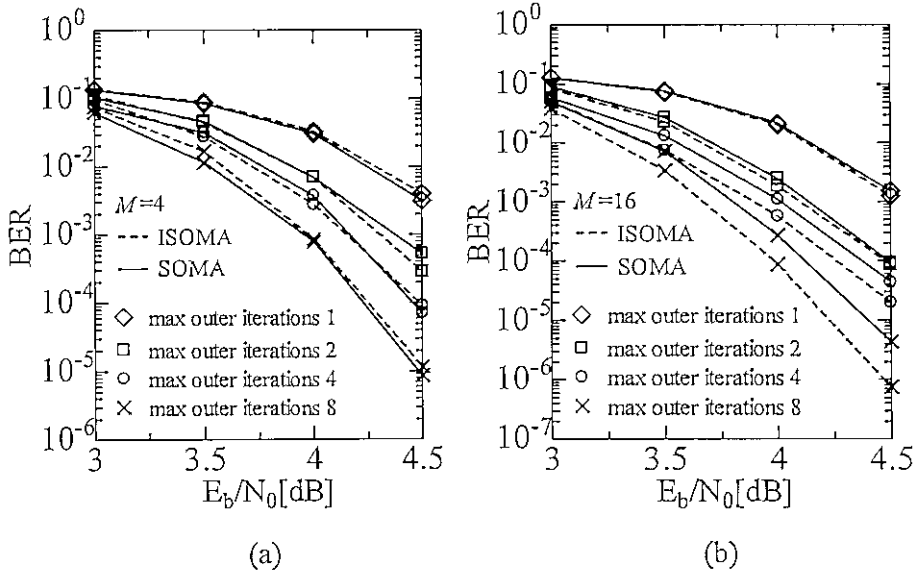 10^0
10^-1
10^-2
10^-3
10^-4
10^-5
10^-6
BER
M=4
ISOMA
SOMA
max outer iterations 1
max outer iterations 2
max outer iterations 4
max outer iterations 8
3 3.5 4 4.5
E_b/N_0[dB]
(a)
10^0
10^-1
10^-2
10^-3
10^-4
10^-5
10^-6
10^-7
BER
M=16
ISOMA
SOMA
max outer iterations 1
max outer iterations 2
max outer iterations 4
max outer iterations 8
3 3.5 4 4.5
E_b/N_0[dB]
(b)